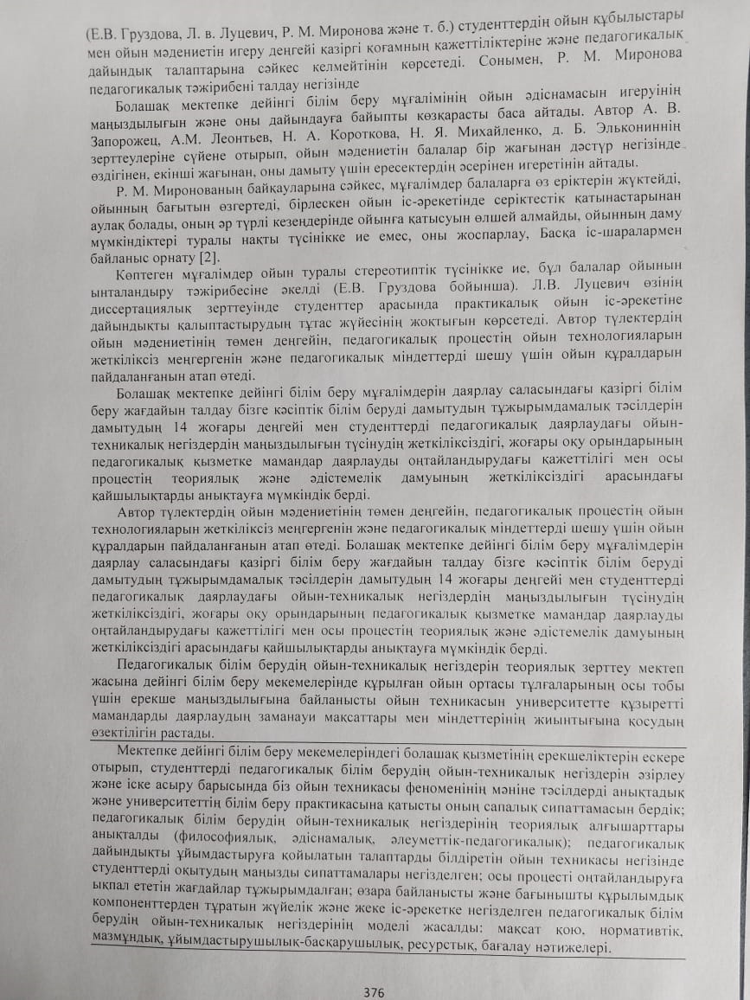 (Е.В. Груздова, Л. в. Луцевич, Р. М. Миронова және т. б.) студенттердің ойын құбылыстары
мен ойын мәдениетін игеру деңгейі қазіргі қоғамның қажеттіліктеріне және педагогикалық
дайындық талаптарына сәйкес келмейтінін көрсетеді. Сонымен, Р. М. Миронова
педагогикалық тәжірибені талдау негізінде
Болашақ мектепке дейінгі білім беру мұғалімінің ойын әдіснамасын игеруінің
маңыздылығын және оны дайындауға байыпты көзқарасты баса айтады. Автор А. В.
Запорожец, А.М. Леонтьев, Н. А. Короткова, Н. Я. Михайленко, д. Б. Элькониннің
зерттеулеріне сүйене отырып, ойын мәдениетін балалар бір жағынан дәстүр негізінде
өздігінен, екінші жағынан, оны дамыту үшін ересектердің әсерінен игеретінін айтады.
Р. М. Миронованың байқауларына сәйкес, мұғалімдер балаларға өз еріктерін жүктейді,
ойынның бағытын өзгертеді, бірлескен ойын іс-әрекетінде серіктестік қатынастарынан
аулақ болады, оның әр түрлі кезеңдерінде ойынға қатысуын өлшей алмайды, ойынның даму
мүмкіндіктері туралы нақты түсінікке ие емес, оны жоспарлау, Басқа іс-шаралармен
байланыс орнату [2].
Көптеген мұғалімдер ойын туралы стереотиптік түсінікке ие, бұл балалар ойынын
ынталандыру тәжірибесіне әкелді (Е.В. Груздова бойынша). Л.В. Луцевич өзінің
диссертациялық зерттеуінде студенттер арасында практикалық ойын іс-әрекетіне
дайындықты қалыптастырудың тұтас жүйесінің жоқтығын көрсетеді. Автор түлектердің
ойын мәдениетінің төмен деңгейін, педагогикалық процестің ойын технологияларын
жеткіліксіз меңгергенін және педагогикалық міндеттерді шешу үшін ойын құралдарын
пайдаланғанын атап өтеді.
Болашақ мектепке дейінгі білім беру мұғалімдерін даярлау саласындағы қазіргі білім
беру жағдайын талдау бізге кәсіптік білім беруді дамытудың тұжырымдамалық тәсілдерін
дамытудың 14 жоғары деңгейі мен студенттерді педагогикалық даярлаудағы ойын-
техникалық негіздердің маңыздылығын түсінудің жеткіліксіздігі, жоғары оқу орындарының
педагогикалық қызметке мамандар даярлауды оңтайландырудағы қажеттілігі мен осы
процестің теориялық және әдістемелік дамуының жеткіліксіздігі арасындағы
қайшылықтарды анықтауға мүмкіндік берді.
Автор түлектердің ойын мәдениетінің төмен деңгейін, педагогикалық процестің ойын
технологияларын жеткіліксіз меңгергенін және педагогикалық міндеттерді шешу үшін ойын
құралдарын пайдаланғанын атап өтеді. Болашақ мектепке дейінгі білім беру мұғалімдерін
даярлау саласындағы қазіргі білім беру жағдайын талдау бізге кәсіптік білім беруді
дамытудың тұжырымдамалық тәсілдерін дамытудың 14 жоғары деңгейі мен студенттерді
педагогикалық даярлаудағы ойын-техникалық негіздердің маңыздылығын түсінудің
жеткіліксіздігі, жоғары оқу орындарының педагогикалық қызметке мамандар даярлауды
оңтайландырудағы қажеттілігі мен осы процестің теориялық және әдістемелік дамуының
жеткіліксіздігі арасындағы қайшылықтарды анықтауға мүмкіндік берді.
Педагогикалық білім берудің ойын-техникалық негіздерін теориялық зерттеу мектеп
жасына дейінгі білім беру мекемелерінде құрылған ойын ортасы тұлғаларының осы тобы
үшін ерекше маңыздылығына байланысты ойын техникасын университетте құзыретті
мамандарды даярлаудың заманауи мақсаттары мен міндеттерінің жиынтығына қосудың
өзектілігін растады.
Мектепке дейінгі білім беру мекемелеріндегі болашақ қызметінің ерекшеліктерін ескере
отырып, студенттерді педагогикалық білім берудің ойын-техникалық негіздерін әзірлеу
және іске асыру барысында біз ойын техникасы феноменінің мәніне тәсілдерді анықтадық
және университеттің білім беру практикасына қатысты оның сапалық сипаттамасын бердік;
педагогикалық білім берудің ойын-техникалық негіздерінің теориялық алғышарттары
анықталды (философиялық, әдіснамалық, әлеуметтік-педагогикалық); педагогикалық
дайындықты ұйымдастыруға қойылатын талаптарды білдіретін ойын техникасы негізінде
студенттерді оқытудың маңызды сипаттамалары негізделген; осы процесті оңтайландыруға
ықпал ететін жағдайлар тұжырымдалған; өзара байланысты және бағынышты құрылымдық
компоненттерден тұратын жүйелік және жеке іс-әрекетке негізделген педагогикалық білім
берудің ойын-техникалық негіздерінің моделі жасалды: мақсат қою, нормативтік,
мазмұндық, ұйымдастырушылық-басқарушылық, ресурстық, бағалау нәтижелері.
376